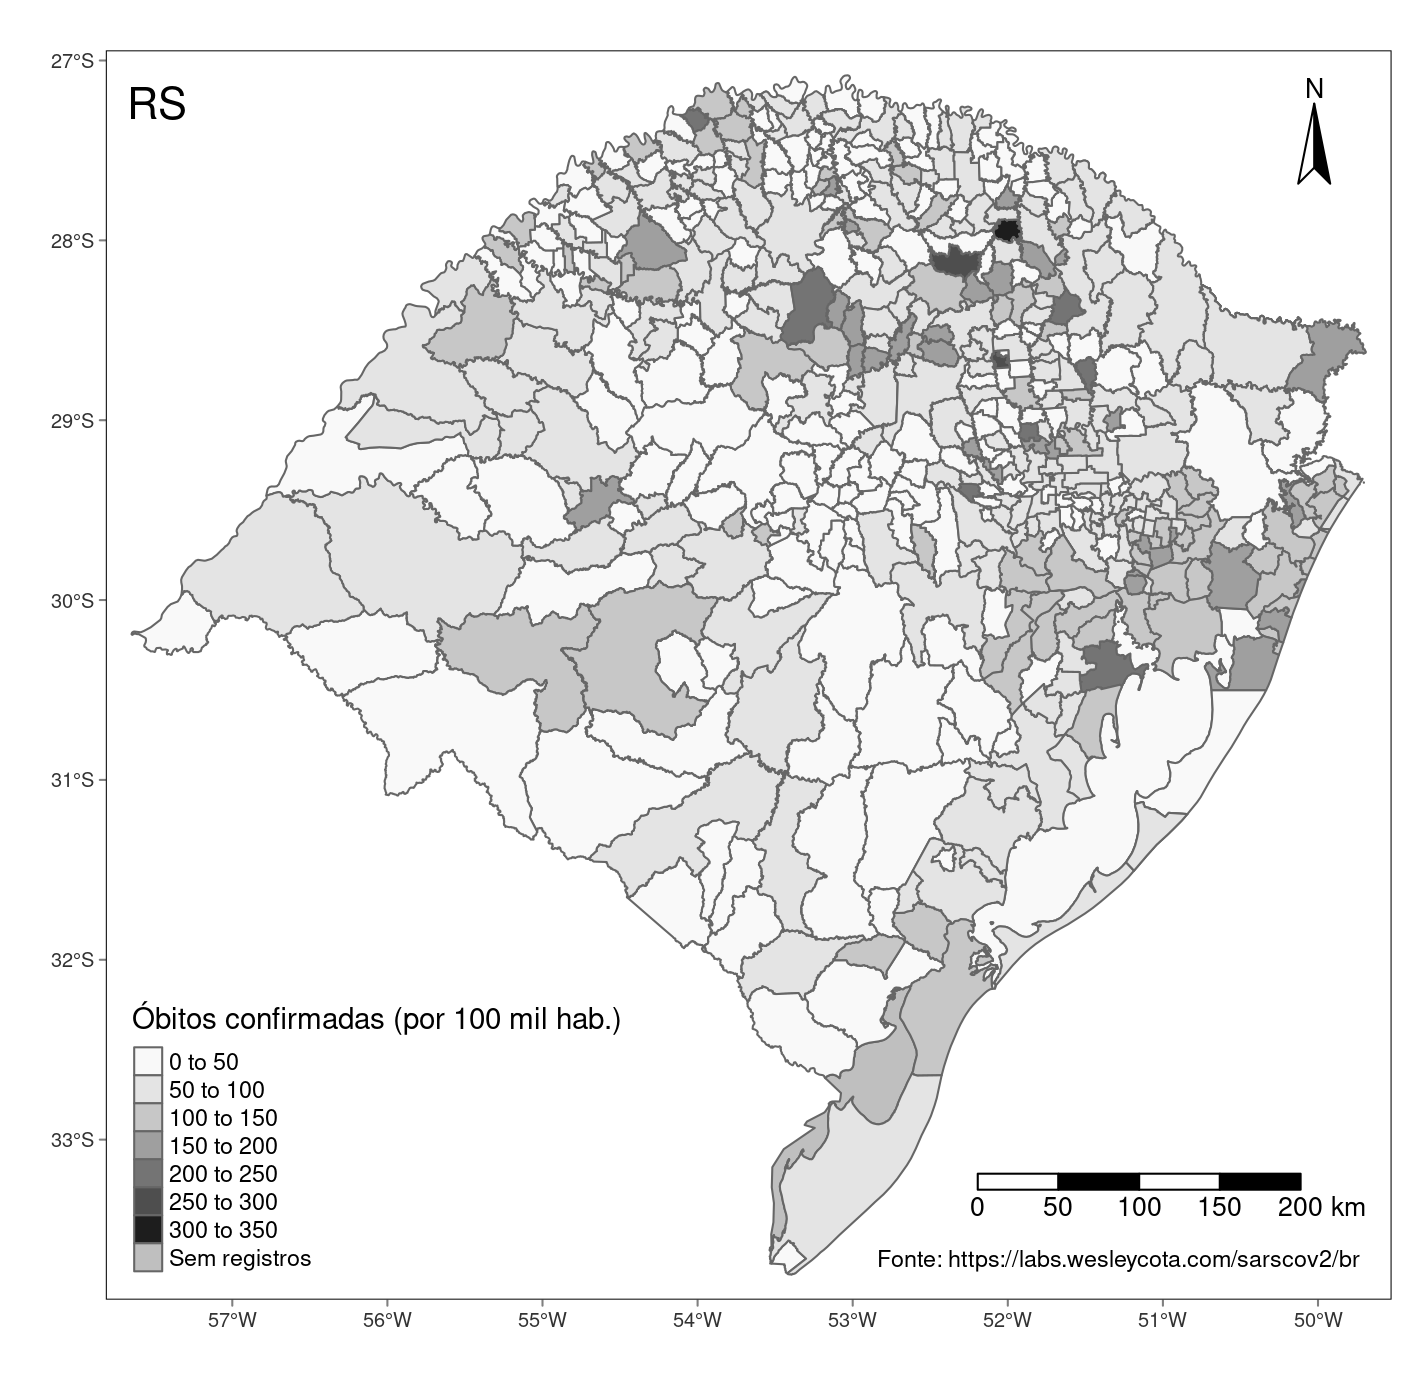 27°S
RS
N
28°S
29°S
30°S
31°S
32°S
33°S
Óbitos confirmadas (por 100 mil hab.)
0 to 50
50 to 100
100 to 150
150 to 200
200 to 250
250 to 300
300 to 350
Sem registros
0 50 100 150 200 km
Fonte: https://labs.wesleycota.com/sarscov2/br
57°W 56°W 55°W 54°W 53°W 52°W 51°W 50°W